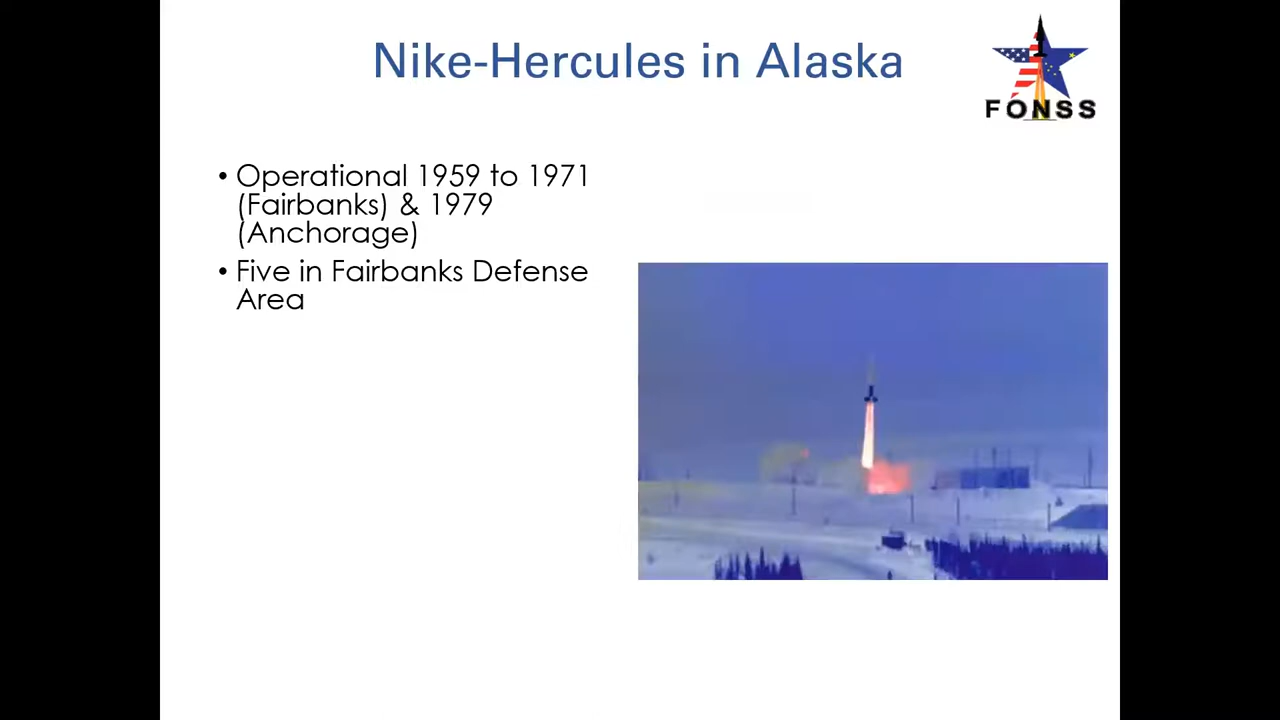 Nike-Hercules in Alaska
FONSS
• Operational 1959 to 1971
(Fairbanks) & 1979
(Anchorage)
• Five in Fairbanks Defense
Area